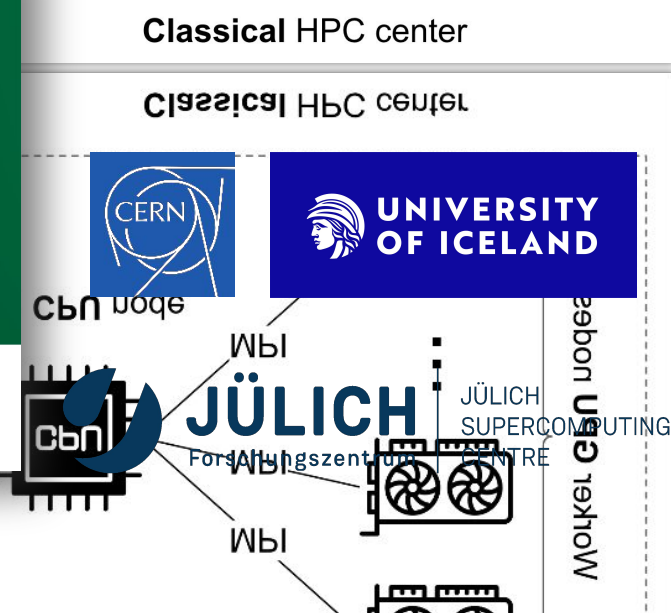 Classical HPC center
Classical HPC center
CERN
UNIVERSITY
OF ICELAND
CPU node
MPI
Worker GPU nodes
JÜLICH
Forschungszentrum
JÜLICH
SUPERCOMPUTING
CENTRE
CPU
MPI
MPI